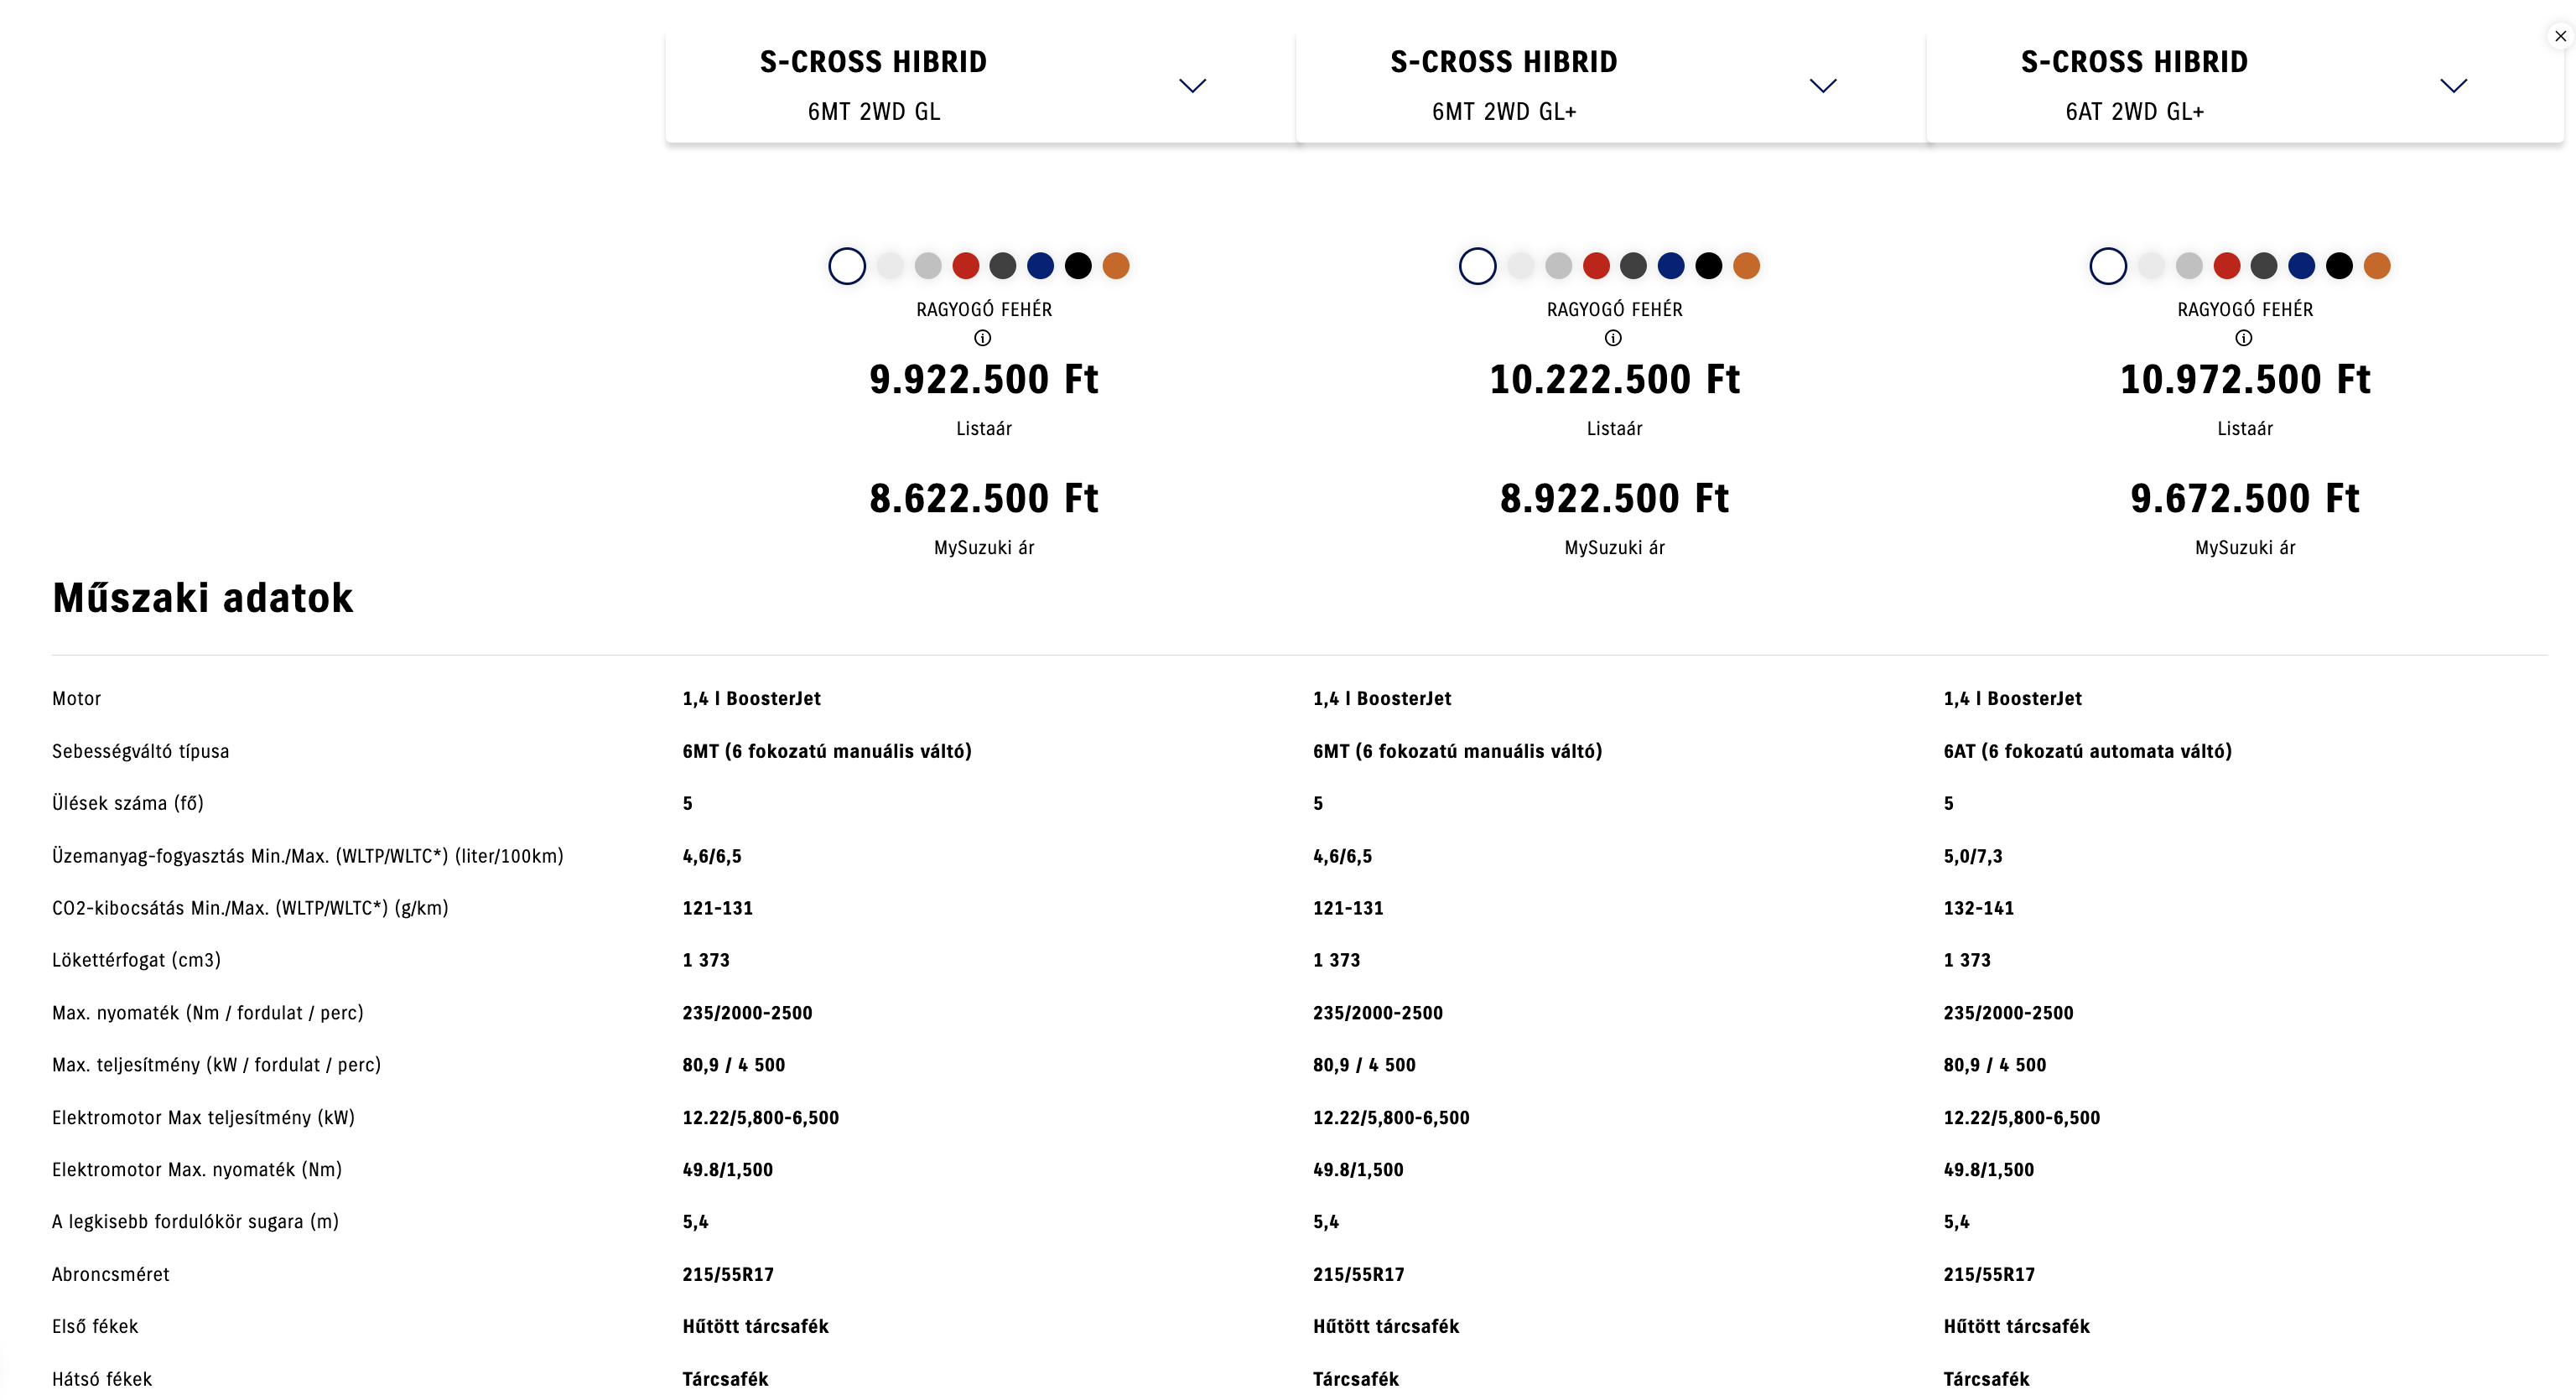 S-CROSS HIBRID
6MT 2WD GL
S-CROSS HIBRID
6MT 2WD GL+
S-CROSS HIBRID
6AT 2WD GL+
RAGYOGÓ FEHÉR
9.922.500 Ft
Listaár
8.622.500 Ft
MySuzuki ár
RAGYOGÓ FEHÉR
10.222.500 Ft
Listaár
8.922.500 Ft
MySuzuki ár
RAGYOGÓ FEHÉR
10.972.500 Ft
Listaár
9.672.500 Ft
MySuzuki ár
Műszaki adatok
Motor 1,4 l BoosterJet 1,4 l BoosterJet 1,4 l BoosterJet
Sebességváltó típusa 6MT (6 fokozatú manuális váltó) 6MT (6 fokozatú manuális váltó) 6AT (6 fokozatú automata váltó)
Ülések száma (fő) 5 5 5
Üzemanyag-fogyasztás Min./Max. (WLTP/WLTC*) (liter/100km) 4,6/6,5 4,6/6,5 5,0/7,3
CO2-kibocsátás Min./Max. (WLTP/WLTC*) (g/km) 121-131 121-131 132-141
Lökettérfogat (cm3) 1 373 1 373 1 373
Max. nyomaték (Nm / fordulat / perc) 235/2000-2500 235/2000-2500 235/2000-2500
Max. teljesítmény (kW / fordulat / perc) 80,9 / 4 500 80,9 / 4 500 80,9 / 4 500
Elektromotor Max teljesítmény (kW) 12.22/5,800-6,500 12.22/5,800-6,500 12.22/5,800-6,500
Elektromotor Max. nyomaték (Nm) 49.8/1,500 49.8/1,500 49.8/1,500
A legkisebb fordulókör sugara (m) 5,4 5,4 5,4
Abroncsméret 215/55R17 215/55R17 215/55R17
Első fékek Hűtött tárcsafék Hűtött tárcsafék Hűtött tárcsafék
Hátsó fékek Tárcsafék Tárcsafék Tárcsafék